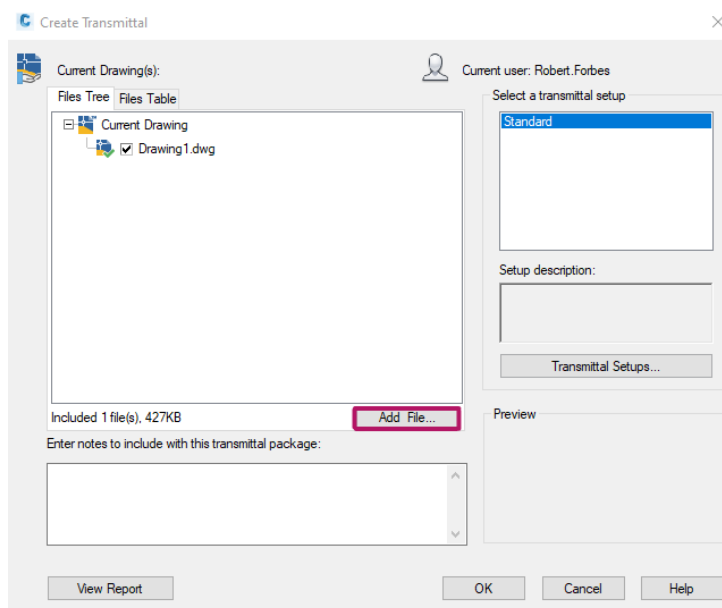 Create Transmittal
Current Drawing(s):
Current user: Robert.Forbes
Files Tree
Files Table
Select a transmittal setup
Current Drawing
Drawing1.dwg
Standard
Setup description:
Transmittal Setups...
Included 1 file(s), 427KB
Add File...
Preview
Enter notes to include with this transmittal package:
View Report
OK
Cancel
Help